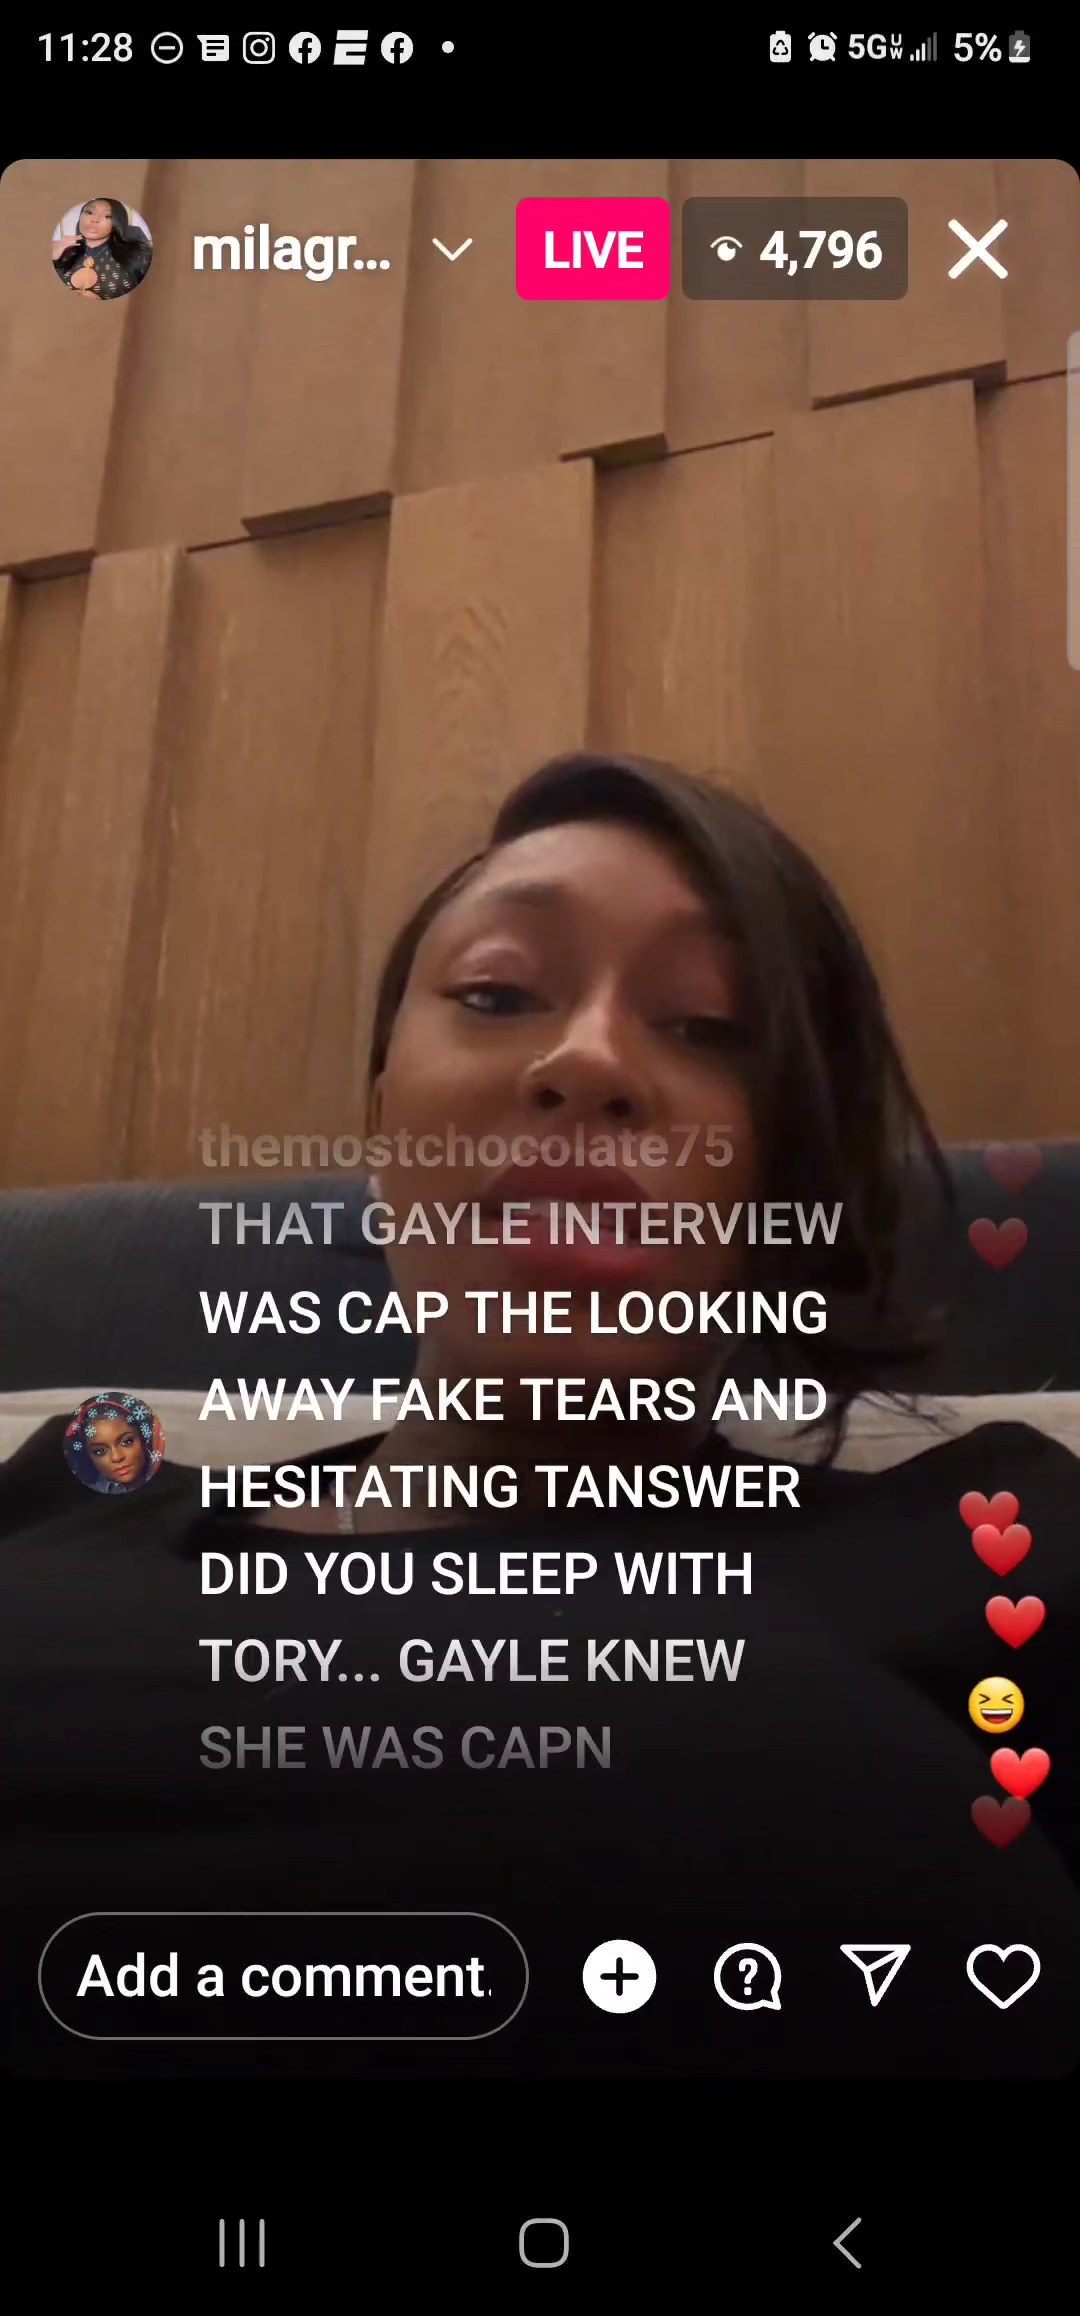 11:28 5G UW 5%
milagr... LIVE 4,796
themostchocolate75
THAT GAYLE INTERVIEW
WAS CAP THE LOOKING
AWAY FAKE TEARS AND
HESITATING TANSWER
DID YOU SLEEP WITH
TORY... GAYLE KNEW
SHE WAS CAPN
Add a comment.